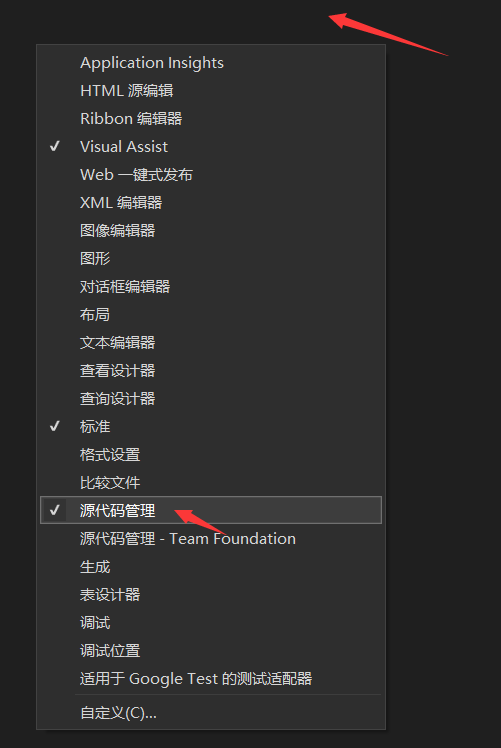 Application Insights
HTML 源编辑
Ribbon 编辑器
Visual Assist
Web 一键式发布
XML 编辑器
图像编辑器
图形
对话框编辑器
布局
文本编辑器
查看设计器
查询设计器
标准
格式设置
比较文件
源代码管理
源代码管理 - Team Foundation
生成
表设计器
调试
调试位置
适用于 Google Test 的测试适配器
自定义(C)...